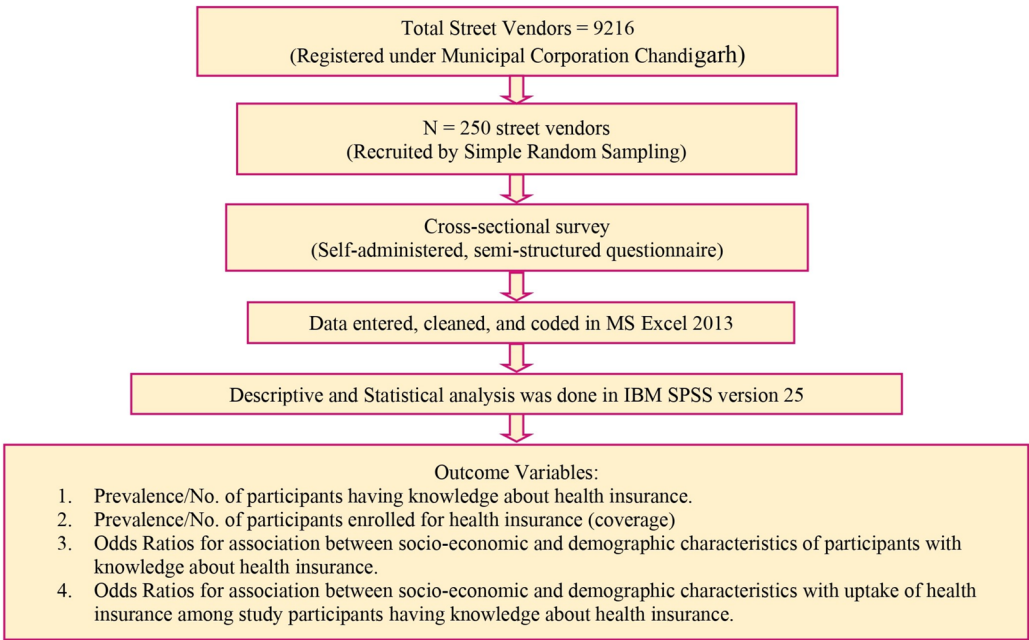 Total Street Vendors = 9216
(Registered under Municipal Corporation Chandigarh)
N = 250 street vendors
(Recruited by Simple Random Sampling)
Cross-sectional survey
(Self-administered, semi-structured questionnaire)
Data entered, cleaned, and coded in MS Excel 2013
Descriptive and Statistical analysis was done in IBM SPSS version 25
Outcome Variables:
1. Prevalence/No. of participants having knowledge about health insurance.
2. Prevalence/No. of participants enrolled for health insurance (coverage)
3. Odds Ratios for association between socio-economic and demographic characteristics of participants with
knowledge about health insurance.
4. Odds Ratios for association between socio-economic and demographic characteristics with uptake of health
insurance among study participants having knowledge about health insurance.